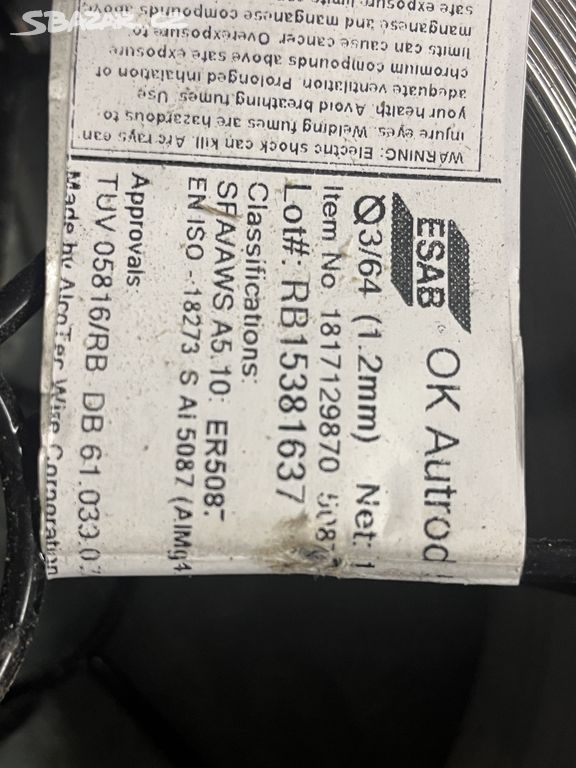 SBAZAR.CZ
ESAB OK Autrod
Ø3/64 (1.2mm) Net: 1
Item No 1817129870
Lot#: RB15381637
Classifications:
SFA/AWS A5.10: ER508
EN ISO - 18273 S Al 5087 (AlMg4
Approvals:
TUV 05816/RB DB 61.039.0
Made by AlcoTec Wire Corporation
WARNING: Electric shock can kill. Arc rays can
injure eyes. Welding fumes are hazardous to
your health. Avoid breathing fumes. Use
adequate ventilation. Prolonged inhalation of
chromium compounds above safe exposure
limits can cause cancer. Overexposure to
manganese and manganese compounds above
safe exposure